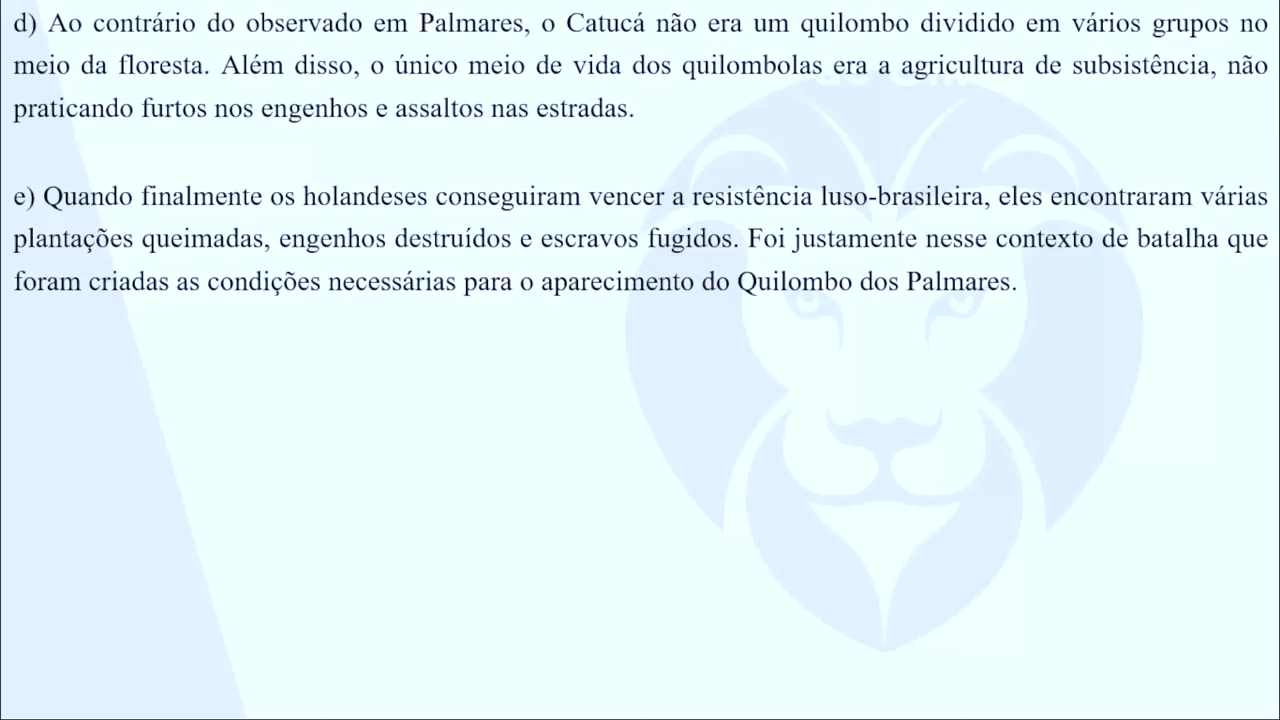 d) Ao contrário do observado em Palmares, o Catucá não era um quilombo dividido em vários grupos no
meio da floresta. Além disso, o único meio de vida dos quilombolas era a agricultura de subsistência, não
praticando furtos nos engenhos e assaltos nas estradas.
e) Quando finalmente os holandeses conseguiram vencer a resistência luso-brasileira, eles encontraram várias
plantações queimadas, engenhos destruídos e escravos fugidos. Foi justamente nesse contexto de batalha que
foram criadas as condições necessárias para o aparecimento do Quilombo dos Palmares.